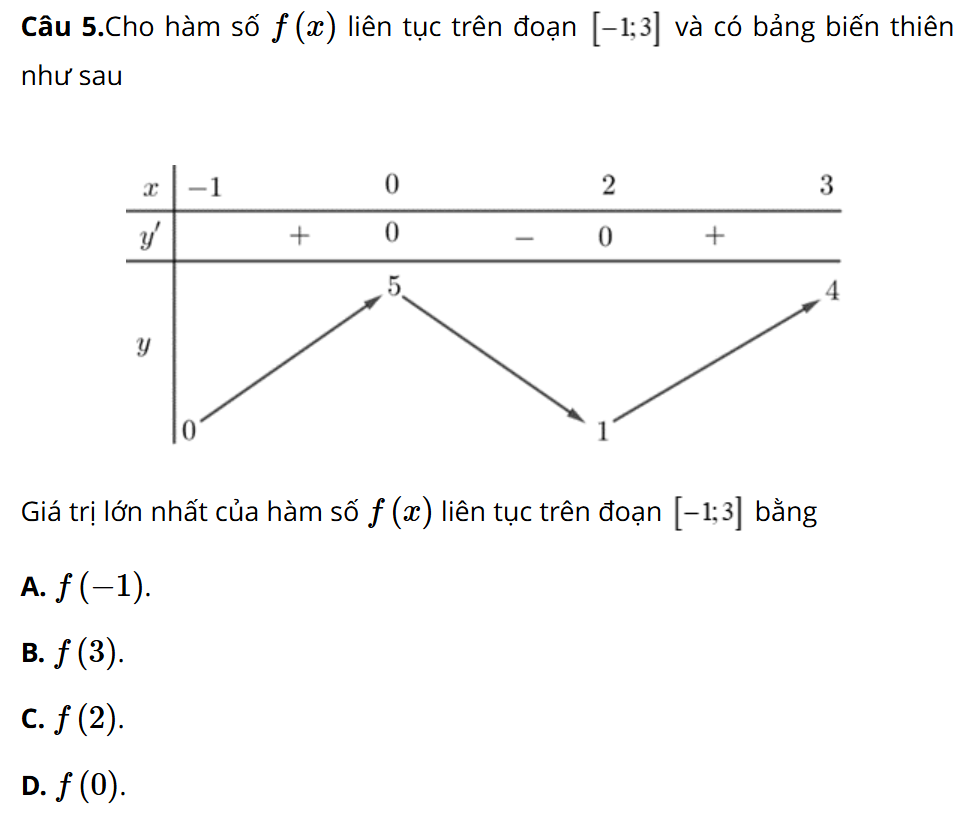 Câu 5.Cho hàm số f (x) liên tục trên đoạn [−1;3] và có bảng biến thiên
như sau
x −1 0 2 3
y′ + 0 − 0 +
5 4
y
0 1
Giá trị lớn nhất của hàm số f (x) liên tục trên đoạn [−1;3] bằng
A. f (−1).
B. f (3).
C. f (2).
D. f (0).